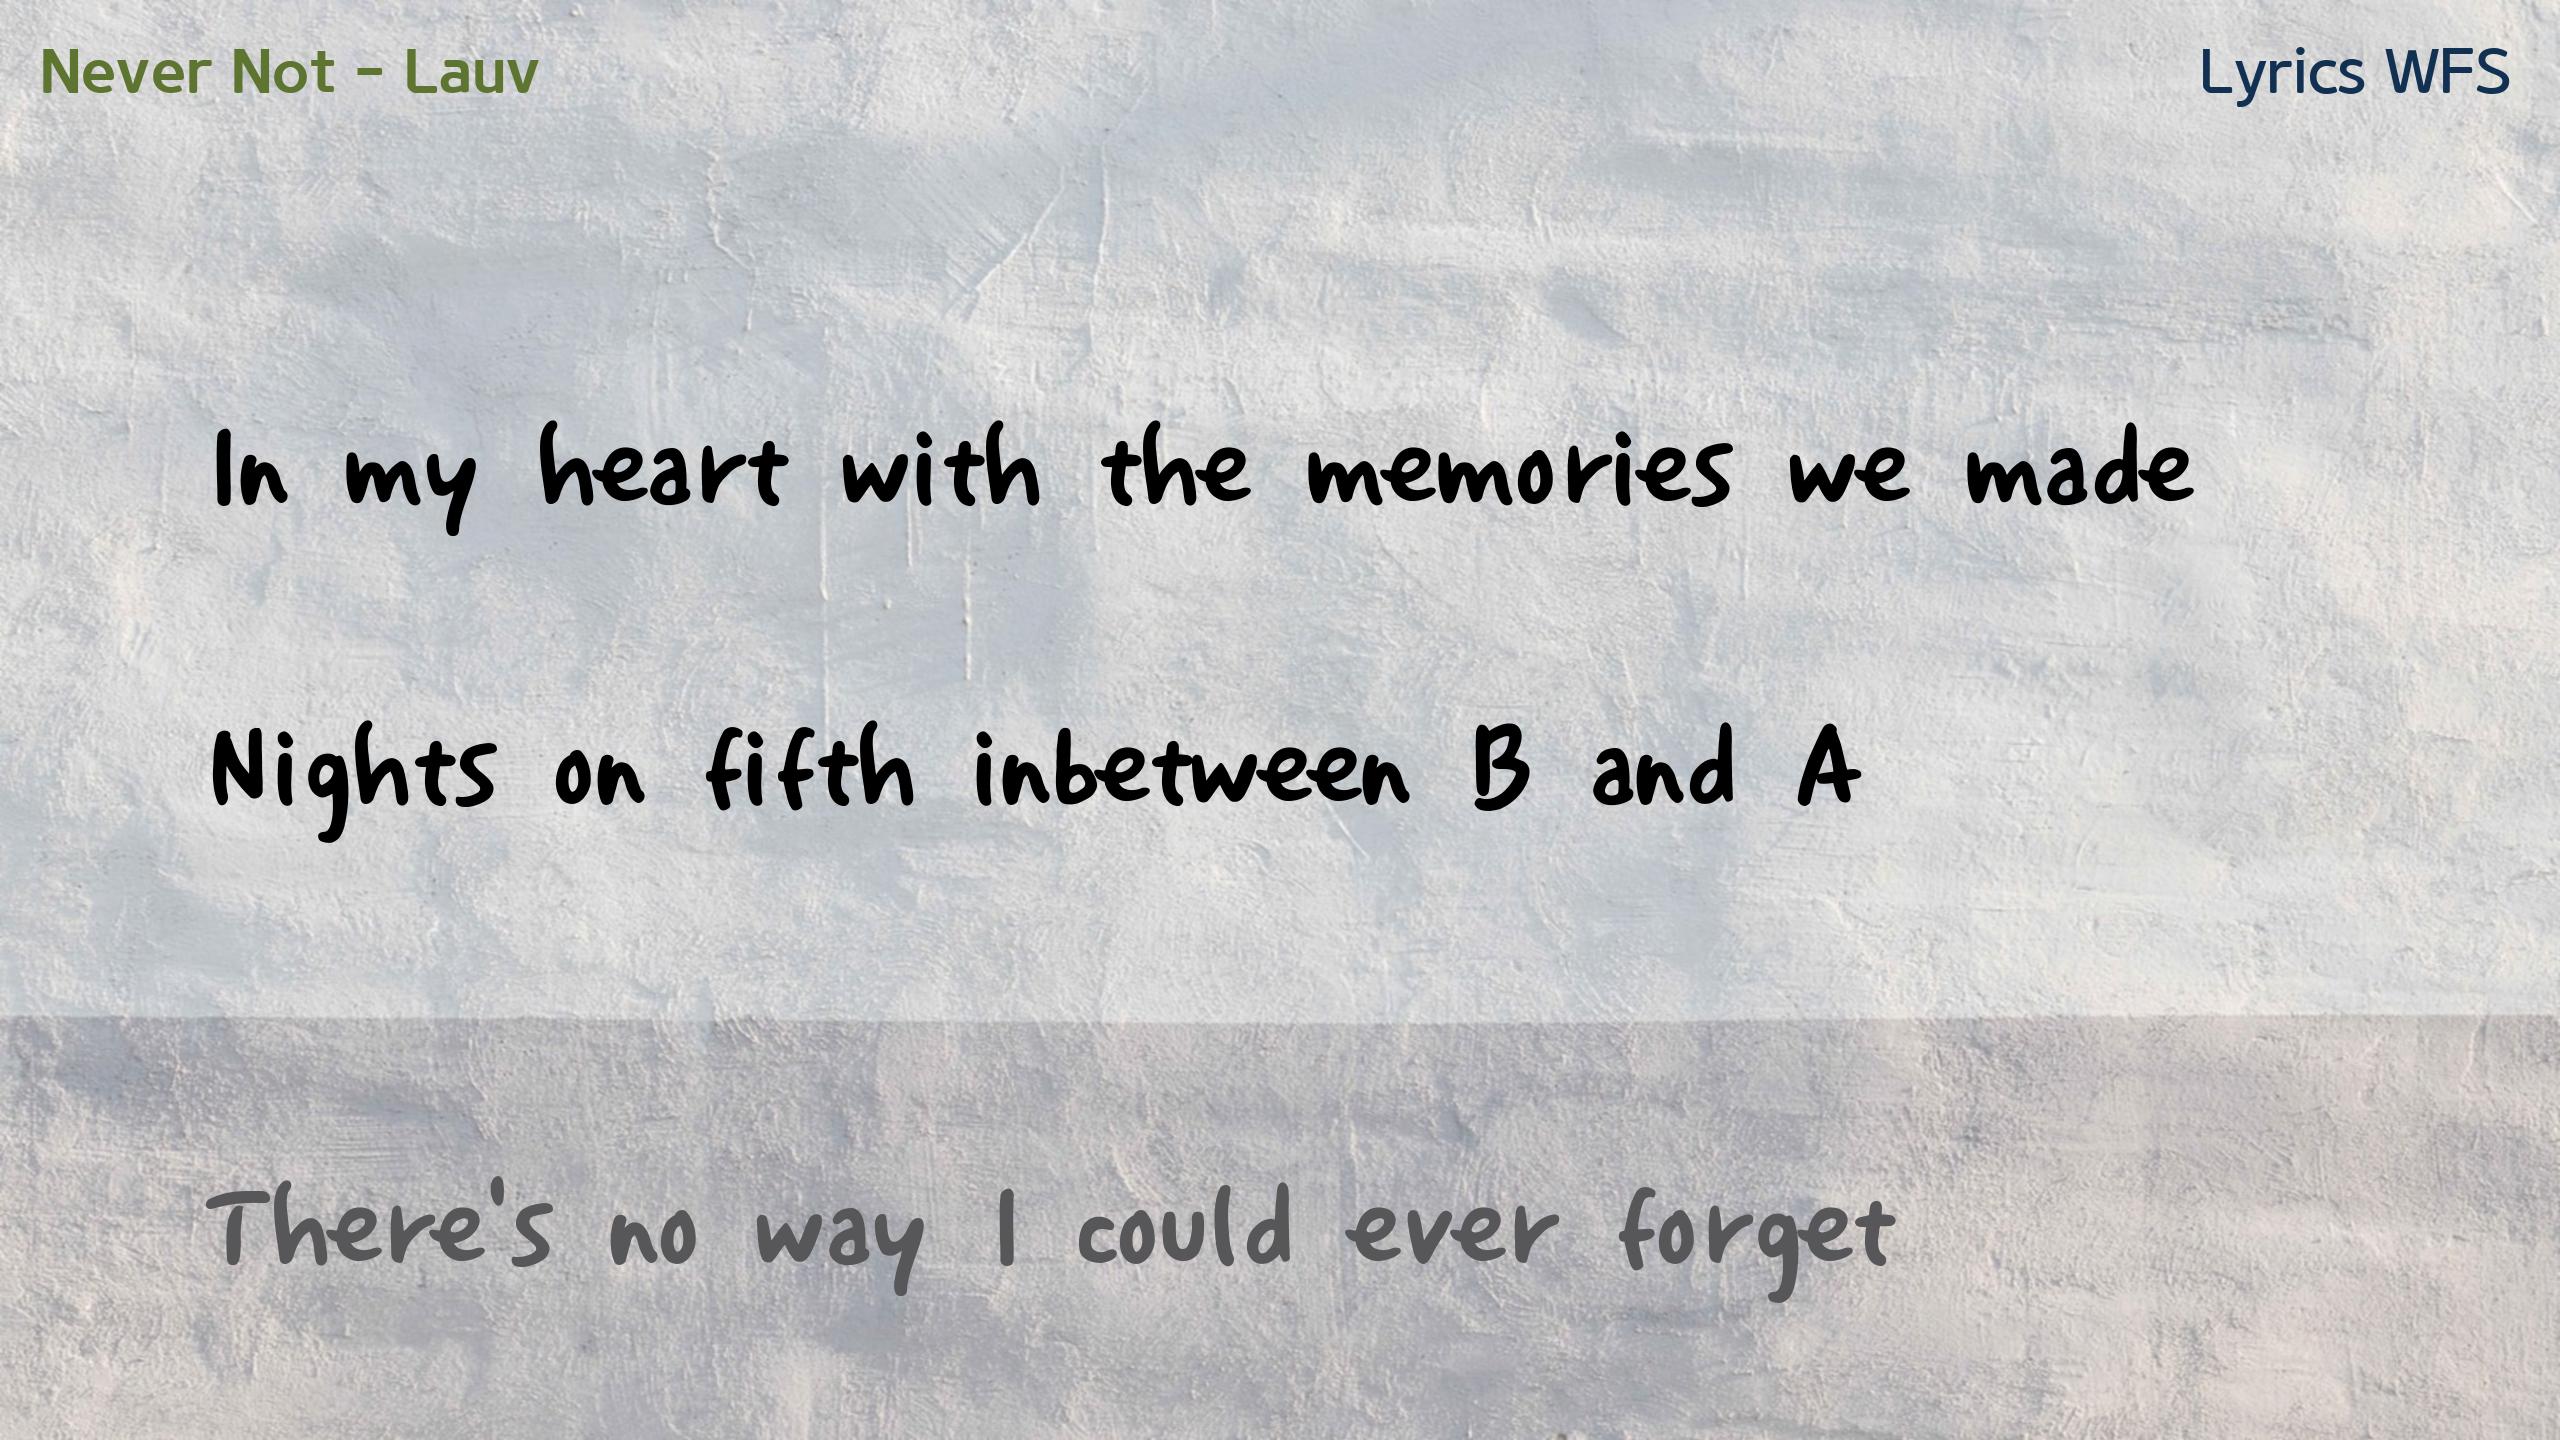 Never Not - Lauv
Lyrics WFS
In my heart with the memories we made
Nights on fifth inbetween B and A
There's no way I could ever forget